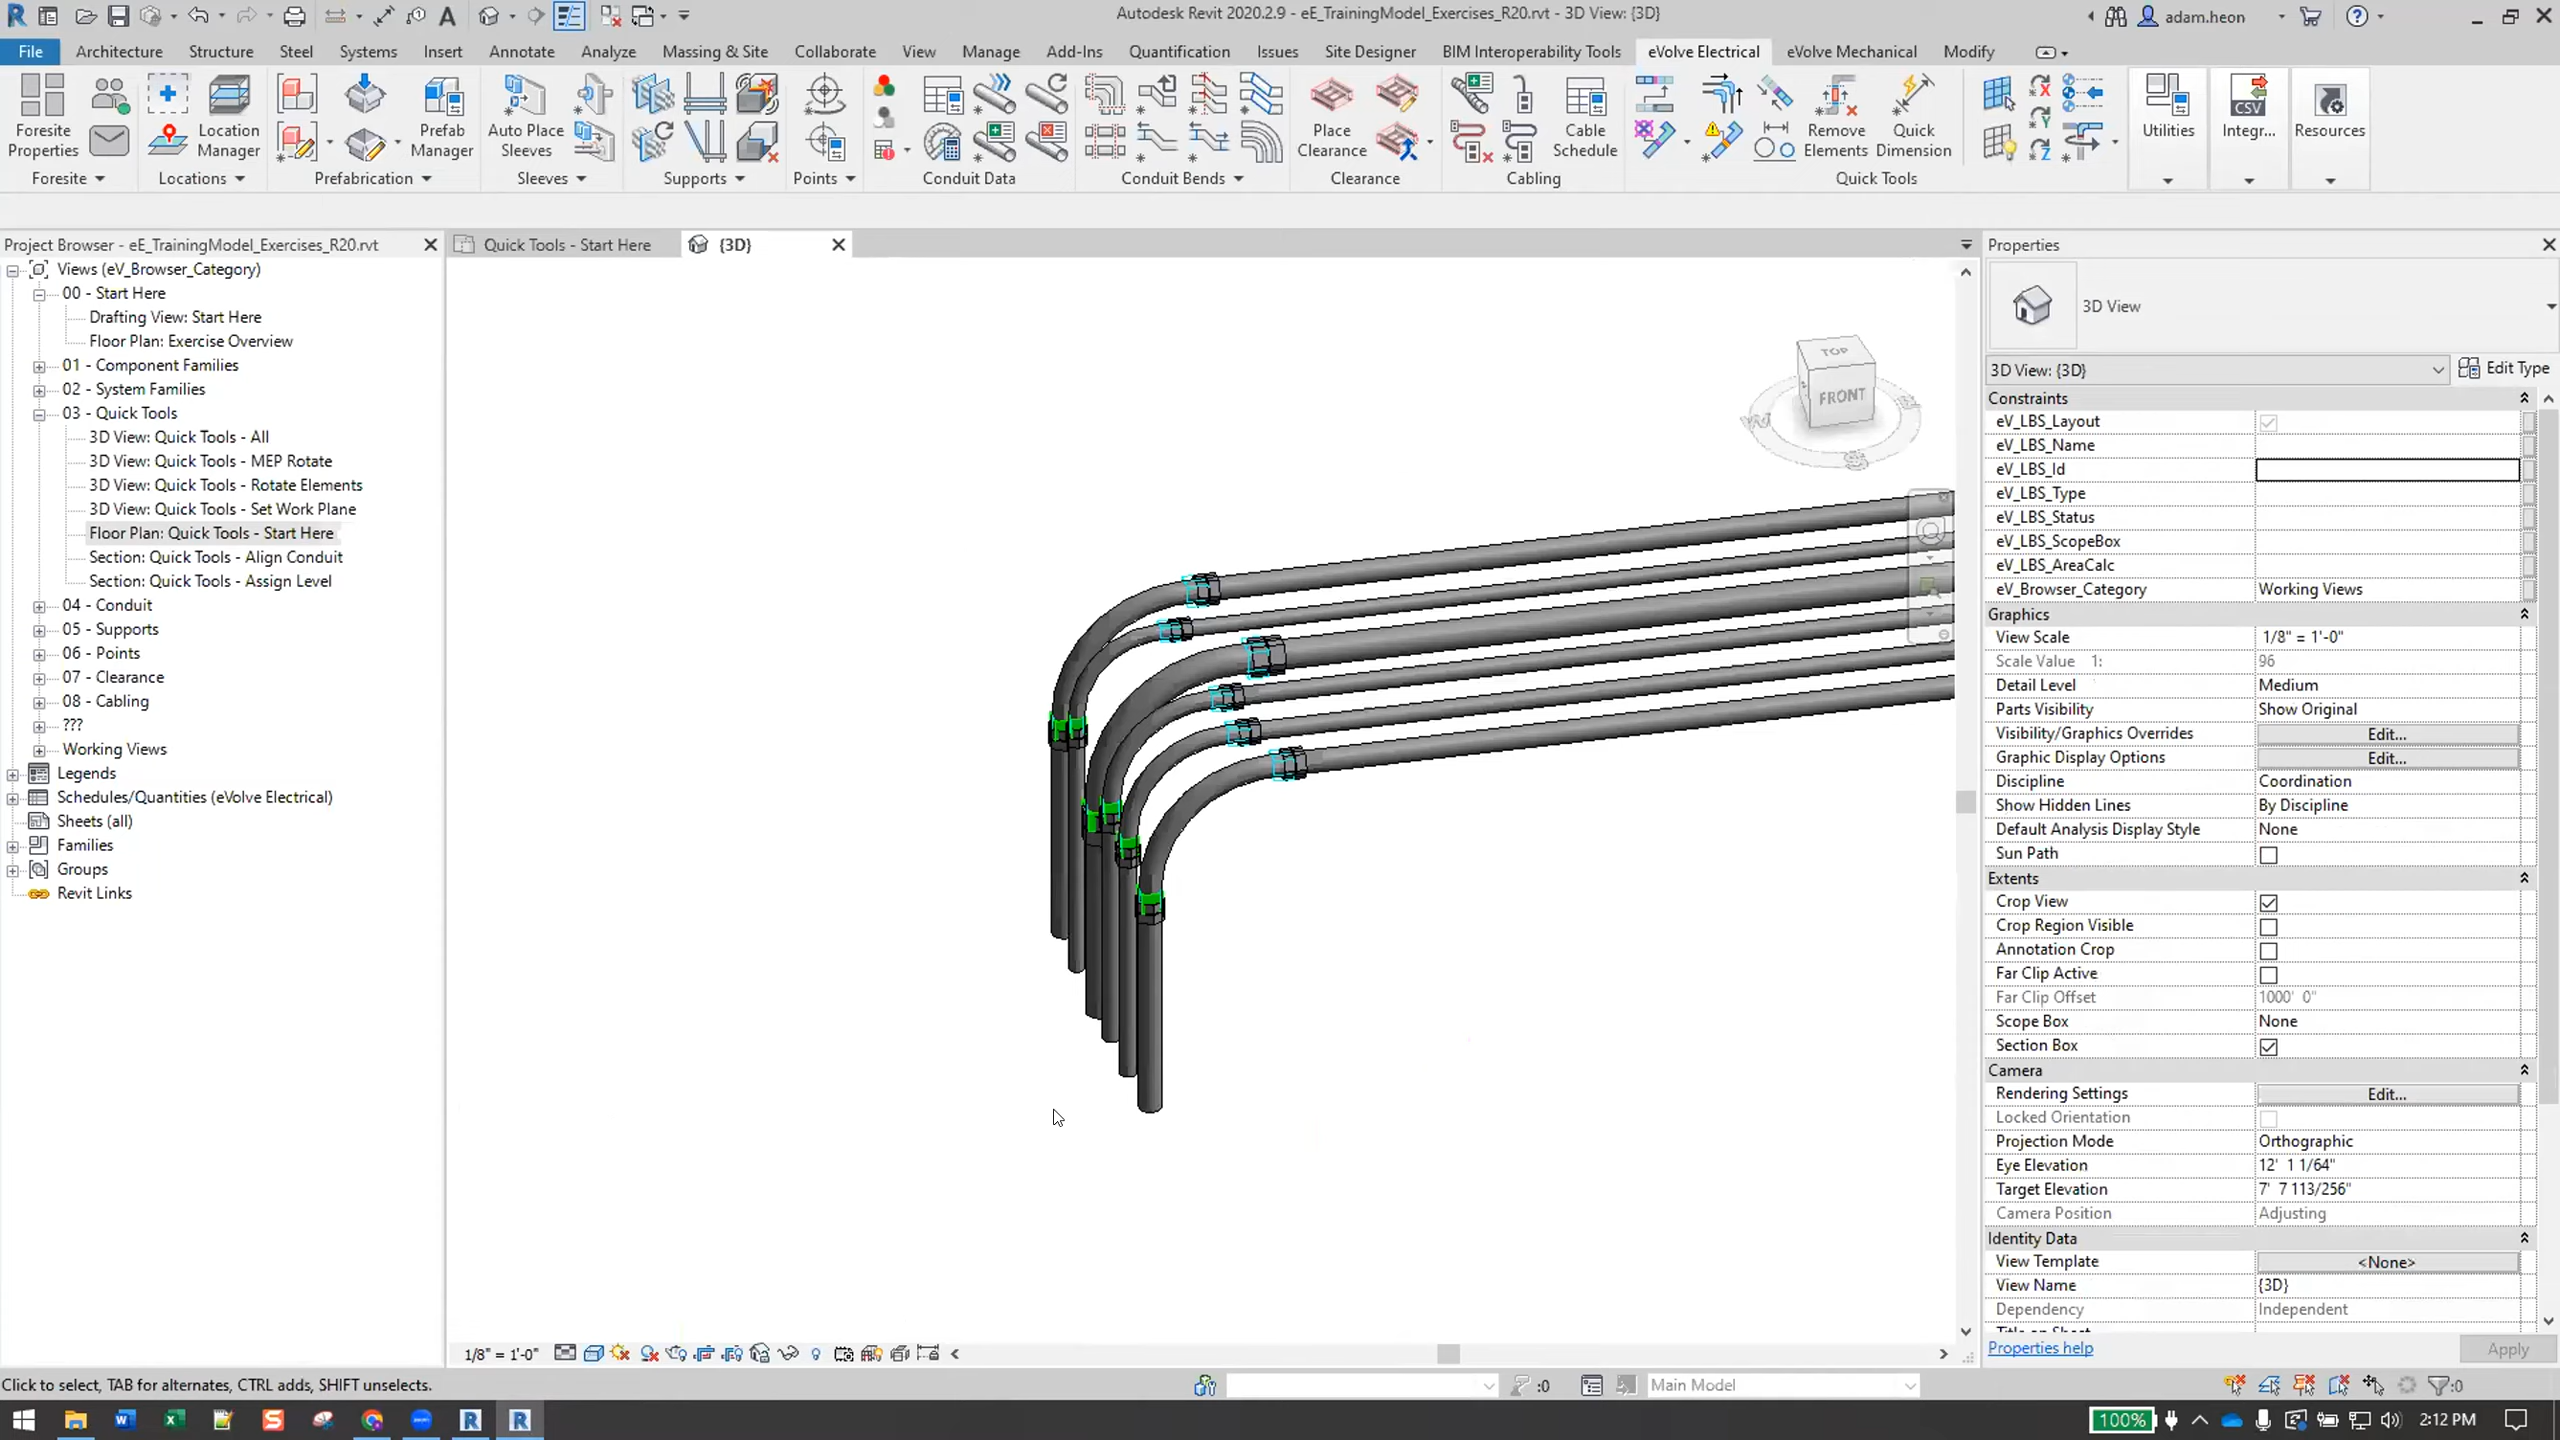 Autodesk Revit 2020.2.9 - eE_TrainingModel_Exercises_R20.rvt - 3D View: {3D}
adam.heon
File
Architecture
Structure
Steel
Systems
Insert
Annotate
Analyze
Massing & Site
Collaborate
View
Manage
Add-Ins
Quantification
Issues
Site Designer
BIM Interoperability Tools
eVolve Electrical
eVolve Mechanical
Modify
Foresite
Properties
Location
Manager
Prefab
Manager
Auto Place
Sleeves
Place
Clearance
Cable
Schedule
Remove
Elements
Quick
Dimension
Utilities
CSV
Integr...
Resources
Foresite
Locations
Prefabrication
Sleeves
Supports
Points
Conduit Data
Conduit Bends
Clearance
Cabling
Quick Tools
Project Browser - eE_TrainingModel_Exercises_R20.rvt
Views (eV_Browser_Category)
00 - Start Here
Drafting View: Start Here
Floor Plan: Exercise Overview
01 - Component Families
02 - System Families
03 - Quick Tools
3D View: Quick Tools - All
3D View: Quick Tools - MEP Rotate
3D View: Quick Tools - Rotate Elements
3D View: Quick Tools - Set Work Plane
Floor Plan: Quick Tools - Start Here
Section: Quick Tools - Align Conduit
Section: Quick Tools - Assign Level
04 - Conduit
05 - Supports
06 - Points
07 - Clearance
08 - Cabling
???
Working Views
Legends
Schedules/Quantities (eVolve Electrical)
Sheets (all)
Families
Groups
Revit Links
Quick Tools - Start Here
{3D}
TOP
FRONT
Properties
3D View
3D View: {3D}
Edit Type
Constraints
eV_LBS_Layout
eV_LBS_Name
eV_LBS_Id
eV_LBS_Type
eV_LBS_Status
eV_LBS_ScopeBox
eV_LBS_AreaCalc
eV_Browser_Category Working Views
Graphics
View Scale 1/8" = 1'-0"
Scale Value 1: 96
Detail Level Medium
Parts Visibility Show Original
Visibility/Graphics Overrides Edit...
Graphic Display Options Edit...
Discipline Coordination
Show Hidden Lines By Discipline
Default Analysis Display Style None
Sun Path
Extents
Crop View
Crop Region Visible
Annotation Crop
Far Clip Active
Far Clip Offset 1000' 0"
Scope Box None
Section Box
Camera
Rendering Settings Edit...
Locked Orientation
Projection Mode Orthographic
Eye Elevation 12' 1 1/64"
Target Elevation 7' 7 113/256"
Camera Position Adjusting
Identity Data
View Template <None>
View Name {3D}
Dependency Independent
Properties help
Apply
1/8" = 1'-0"
Click to select, TAB for alternates, CTRL adds, SHIFT unselects.
:0
Main Model
:0
100%
2:12 PM